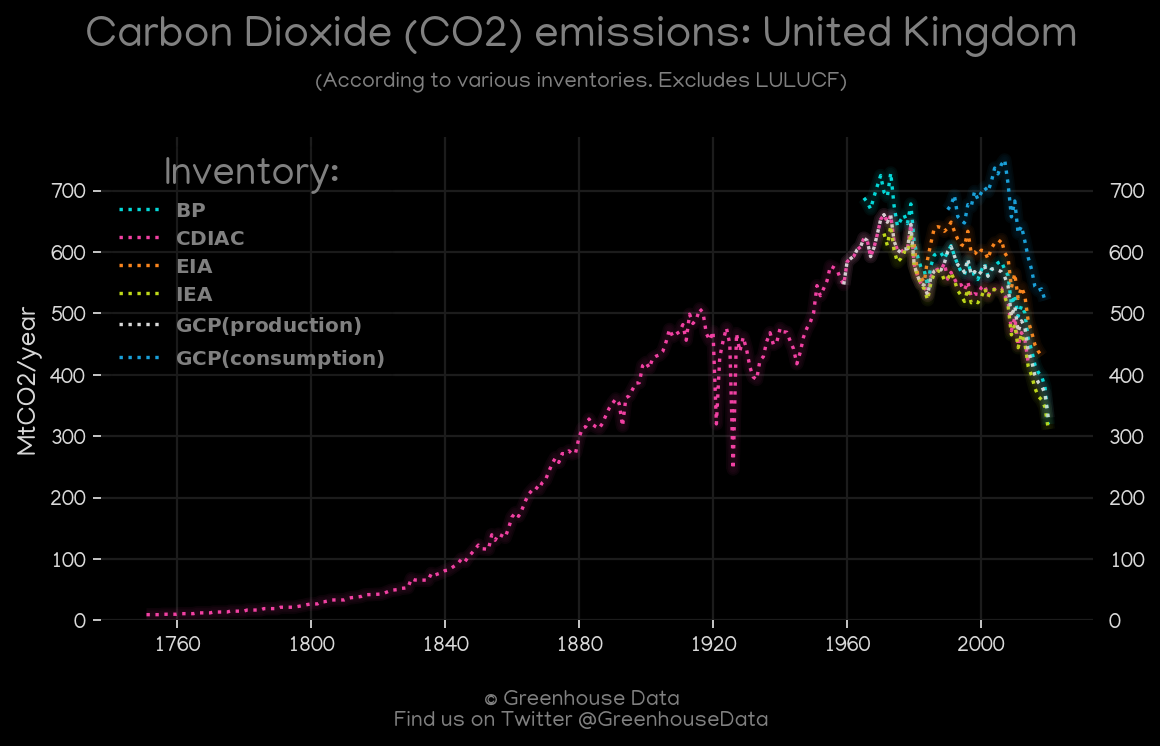 Carbon Dioxide (CO2) emissions: United Kingdom
(According to various inventories. Excludes LULUCF)
Inventory:
BP
CDIAC
EIA
IEA
GCP(production)
GCP(consumption)
MtCO2/year
700
600
500
400
300
200
100
0
700
600
500
400
300
200
100
0
1760 1800 1840 1880 1920 1960 2000
© Greenhouse Data
Find us on Twitter @GreenhouseData